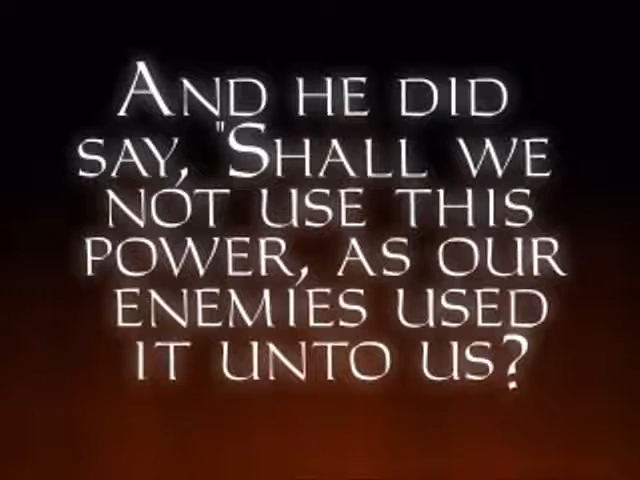 And he did
say, "Shall we
not use this
power, as our
enemies used
it unto us?